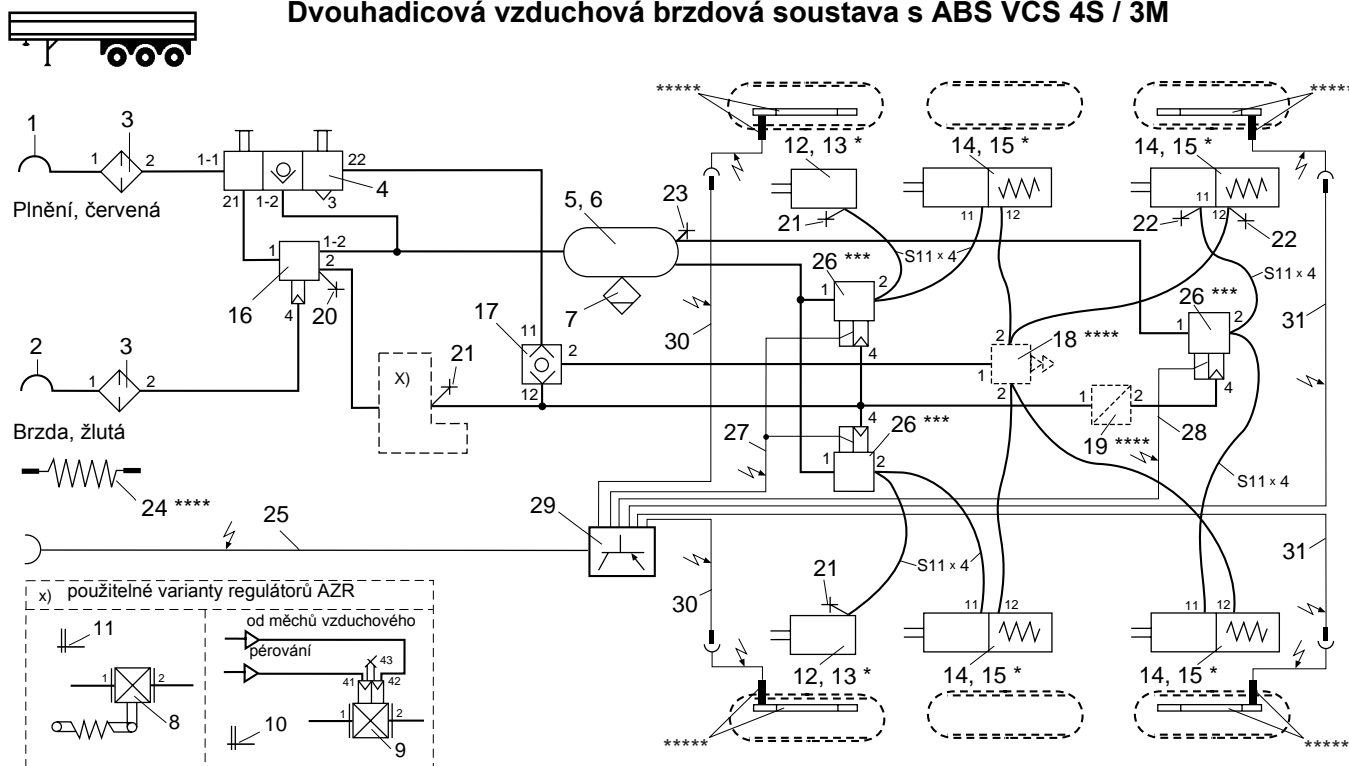 Dvouhadicová vzduchová brzdová soustava s ABS VCS 4S / 3M
***** *****
1 3 12, 13 * 14, 15 * 14, 15 *
1 2 1-1 22 4
21 1-2 3
Plnění, červená
5, 6 23 21 11 12 22 11 12 22
S11 x 4 S11 x 4
1 1-2 2 26 *** 1 2 26 *** 1 2
16 4 20 7 30 4 31
17 11 2 12 18 **** 2 1 2 4
2 3 X) 21
1 2 1 2
19 **** 28
Brzda, žlutá
27 4 26 *** 1 2
S11 x 4
24 **** 25 29
31
x) použitelné varianty regulátorů AZR
21 S11 x 4 11 12 11 12
30
11 od měchů vzduchového
pérování
43
41 42
12, 13 * 14, 15 * 14, 15 *
1 2 8 10 1 2 9
***** *****